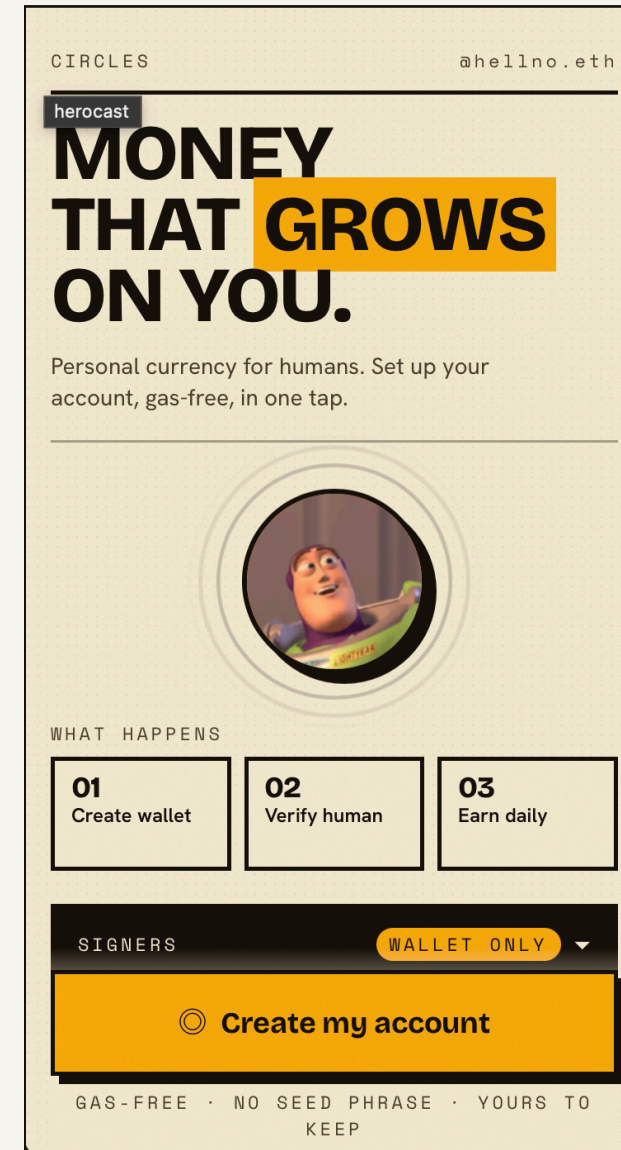 CIRCLES @hellno.eth
herocast
MONEY
THAT GROWS
ON YOU.
Personal currency for humans. Set up your
account, gas-free, in one tap.
LIGHTYEAR
WHAT HAPPENS
01 02 03
Create wallet Verify human Earn daily
SIGNERS WALLET ONLY
Create my account
GAS-FREE · NO SEED PHRASE · YOURS TO
KEEP